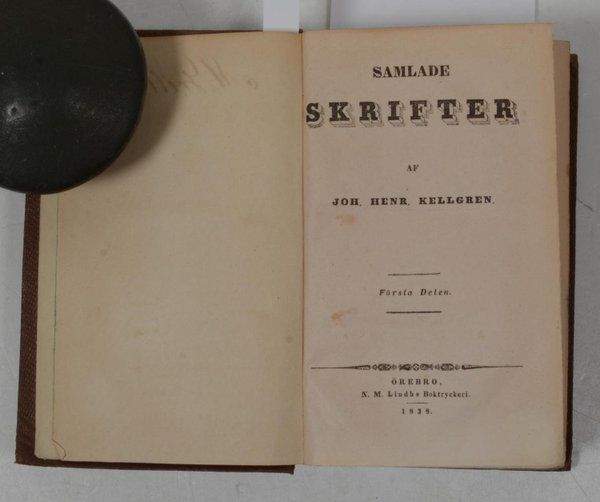 SAMLADE
SKRIFTER
AF
JOH. HENR. KELLGREN.
Första Delen.
ÖREBRO,
N. M. Lindhs Boktryckeri.
1838.